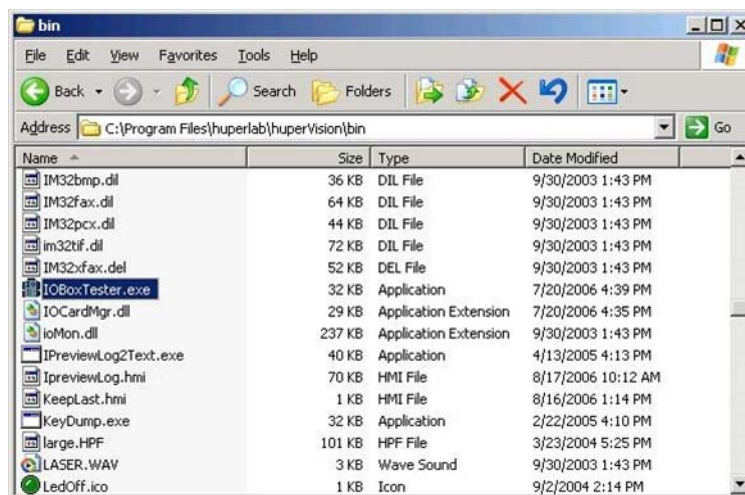 bin
File Edit View Favorites Tools Help
Back Search Folders
Address C:\Program Files\huperlab\huperVision\bin Go
Name Size Type Date Modified
IM32bmp.dil 36 KB DIL File 9/30/2003 1:43 PM
IM32fax.dil 64 KB DIL File 9/30/2003 1:43 PM
IM32pcx.dil 44 KB DIL File 9/30/2003 1:43 PM
im32tif.dil 72 KB DIL File 9/30/2003 1:43 PM
IM32xfax.del 52 KB DEL File 9/30/2003 1:43 PM
IOBoxTester.exe 32 KB Application 7/20/2006 4:39 PM
IOCardMgr.dll 29 KB Application Extension 7/20/2006 4:35 PM
ioMon.dll 237 KB Application Extension 9/30/2003 1:43 PM
IPreviewLog2Text.exe 40 KB Application 4/13/2005 4:13 PM
IpreviewLog.hmi 70 KB HMI File 8/17/2006 10:12 AM
KeepLast.hmi 1 KB HMI File 8/16/2006 1:14 PM
KeyDump.exe 32 KB Application 2/22/2005 4:10 PM
large.HPF 101 KB HPF File 3/23/2004 5:25 PM
LASER.WAV 3 KB Wave Sound 9/30/2003 1:43 PM
LedOff.ico 1 KB Icon 9/2/2004 2:14 PM